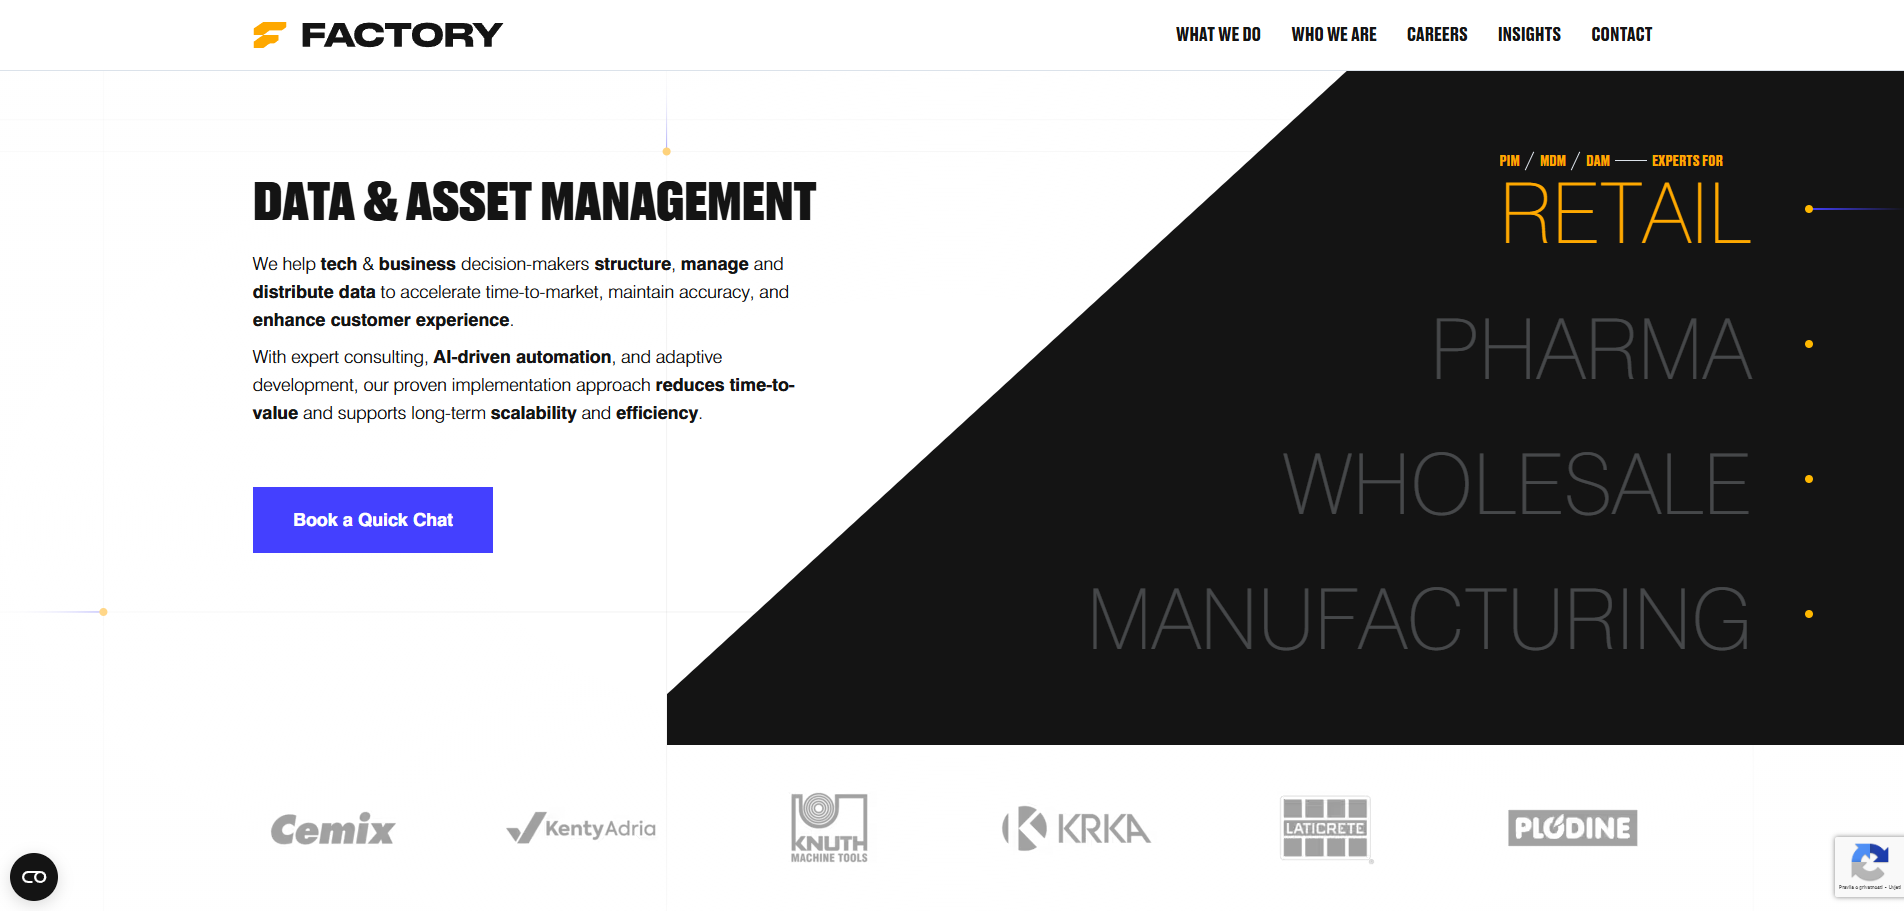 FACTORY
WHAT WE DO
WHO WE ARE
CAREERS
INSIGHTS
CONTACT
DATA & ASSET MANAGEMENT
We help tech & business decision-makers structure, manage and
distribute data to accelerate time-to-market, maintain accuracy, and
enhance customer experience.
With expert consulting, AI-driven automation, and adaptive
development, our proven implementation approach reduces time-to-
value and supports long-term scalability and efficiency.
Book a Quick Chat
PIM / MDM / DAM — EXPERTS FOR
RETAIL
PHARMA
WHOLESALE
MANUFACTURING
Cemix
KentyAdria
KNUTH
MACHINE TOOLS
KRKA
LATICRETE
PLODINE
Pravila o privatnosti • Uvjeti